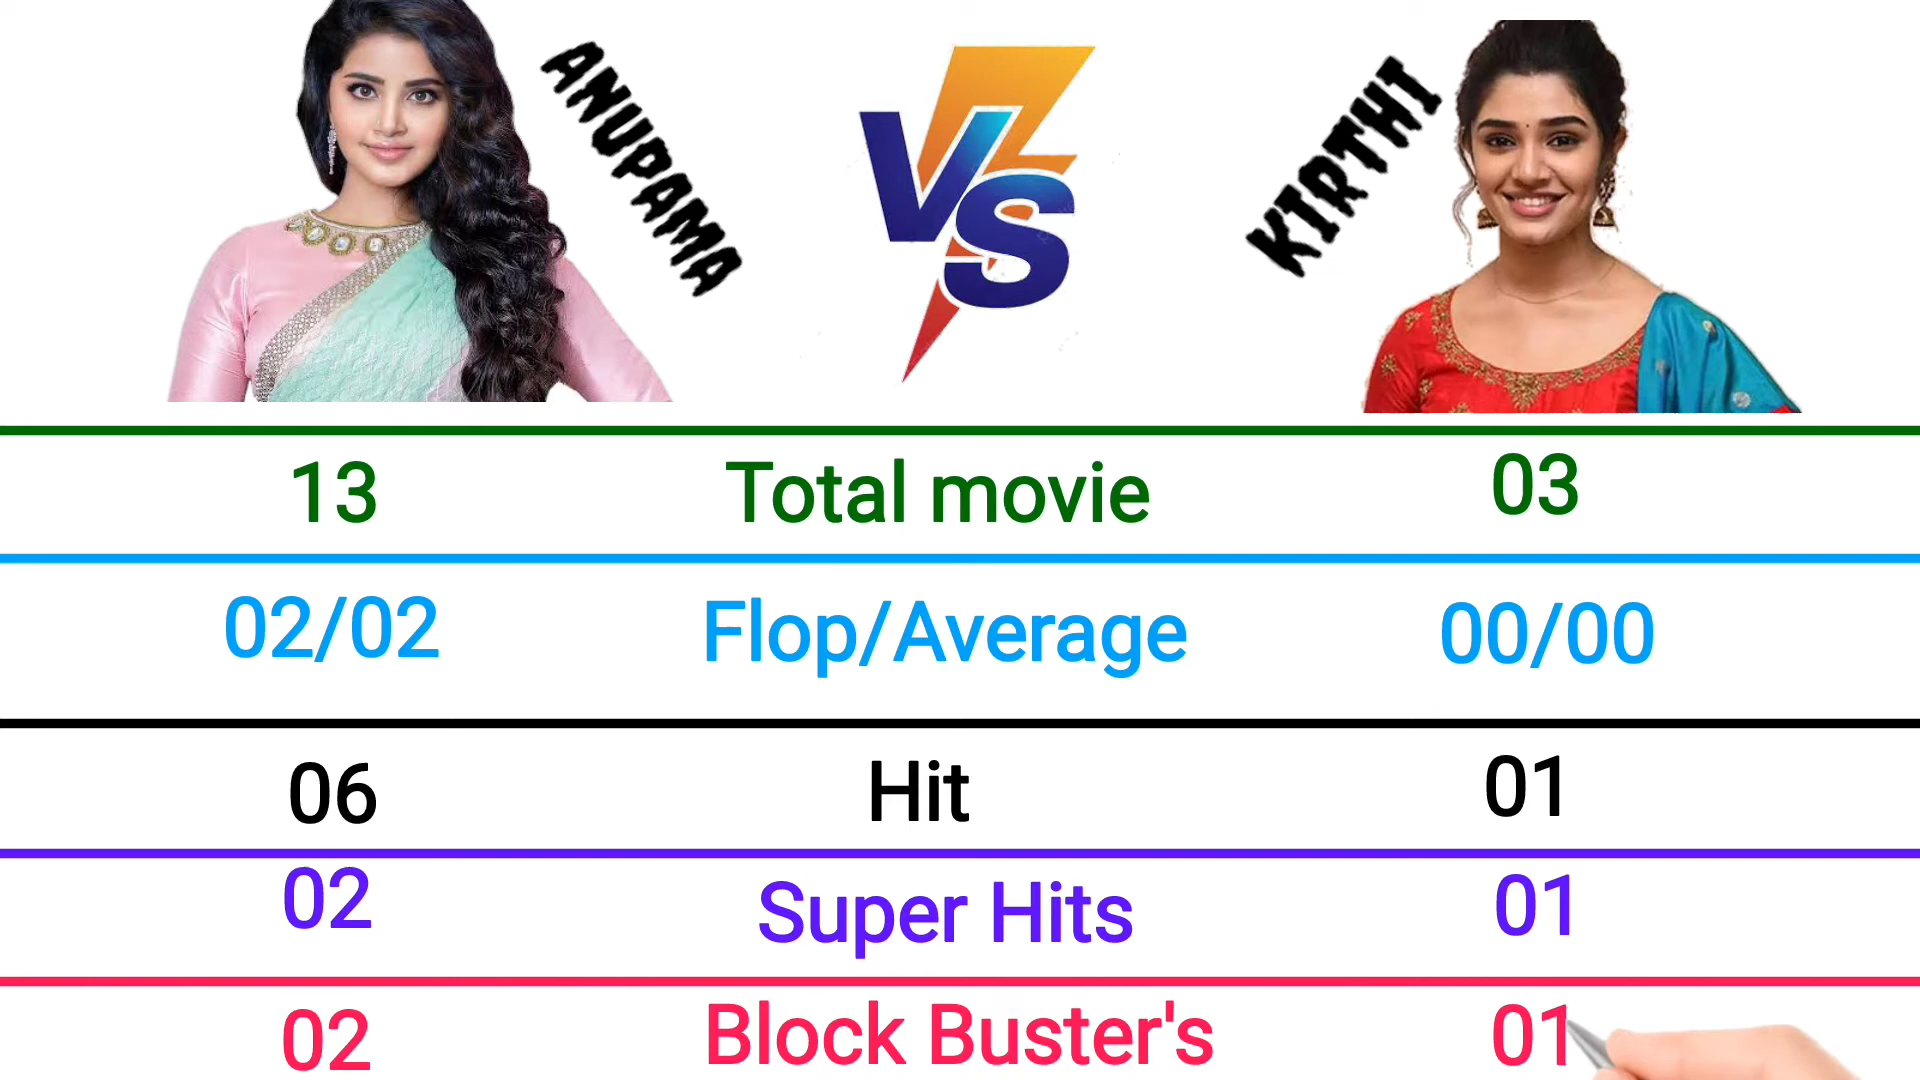 ANUPAMA
VS
KIRTHI
13 Total movie 03
02/02 Flop/Average 00/00
06 Hit 01
02 Super Hits 01
02 Block Buster's 01